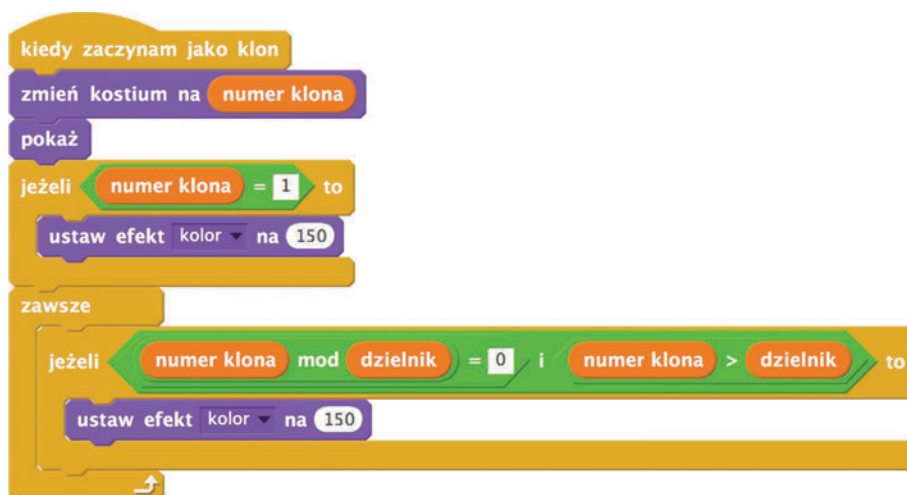 kiedy zaczynam jako klon
zmień kostium na numer klona
pokaż
jeżeli numer klona = 1 to
ustaw efekt kolor na 150
zawsze
jeżeli numer klona mod dzielnik = 0 i numer klona > dzielnik to
ustaw efekt kolor na 150